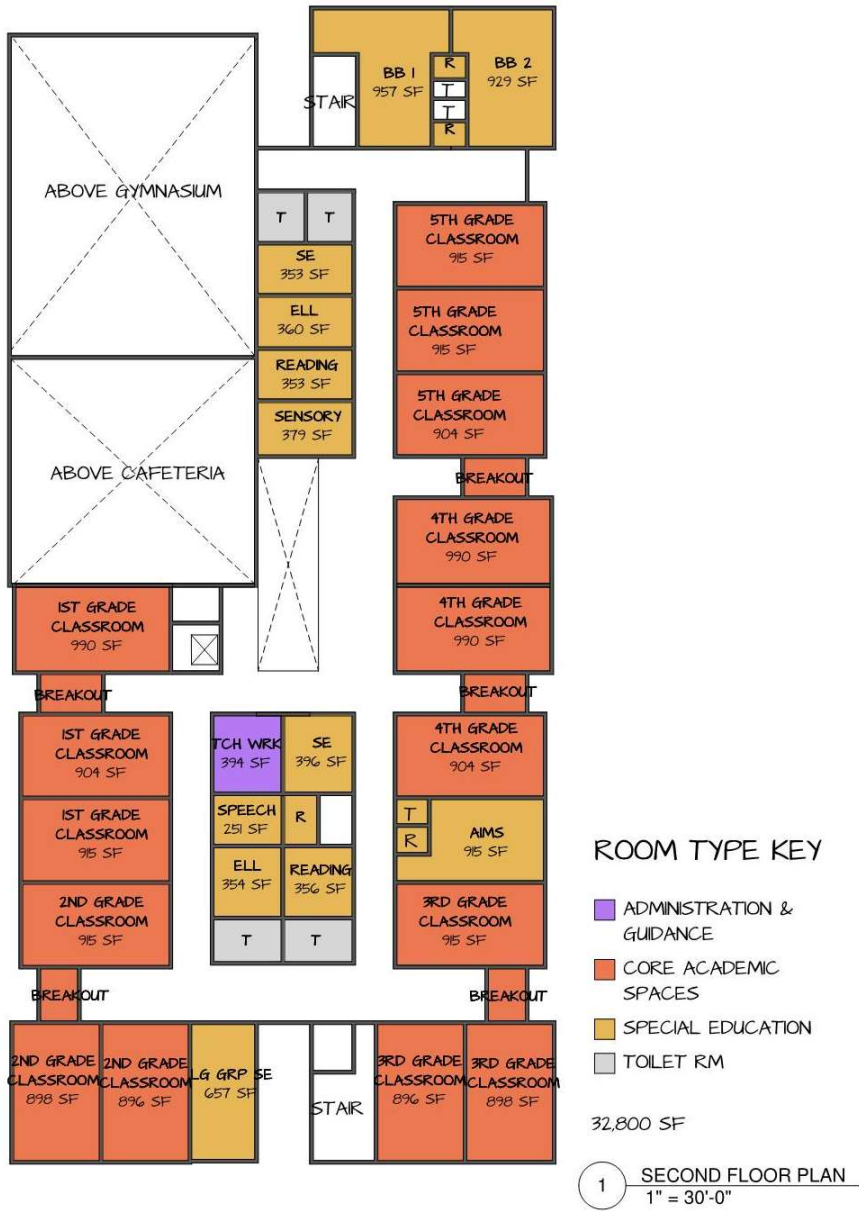 BB 1
957 SF
R
T
T
R
BB 2
929 SF
STAIR
ABOVE GYMNASIUM
T
T
SE
353 SF
ELL
360 SF
READING
353 SF
SENSORY
379 SF
5TH GRADE
CLASSROOM
915 SF
5TH GRADE
CLASSROOM
915 SF
5TH GRADE
CLASSROOM
904 SF
BREAKOUT
ABOVE CAFETERIA
4TH GRADE
CLASSROOM
990 SF
4TH GRADE
CLASSROOM
990 SF
BREAKOUT
1ST GRADE
CLASSROOM
990 SF
BREAKOUT
1ST GRADE
CLASSROOM
904 SF
1ST GRADE
CLASSROOM
915 SF
2ND GRADE
CLASSROOM
915 SF
BREAKOUT
TCH WRK
394 SF
SE
396 SF
SPEECH
251 SF
R
ELL
354 SF
READING
356 SF
T
T
4TH GRADE
CLASSROOM
904 SF
T
R
AIMS
915 SF
3RD GRADE
CLASSROOM
915 SF
BREAKOUT
2ND GRADE
CLASSROOM
898 SF
2ND GRADE
CLASSROOM
896 SF
LG GRP SE
657 SF
STAIR
3RD GRADE
CLASSROOM
896 SF
3RD GRADE
CLASSROOM
898 SF
ROOM TYPE KEY
ADMINISTRATION &
GUIDANCE
CORE ACADEMIC
SPACES
SPECIAL EDUCATION
TOILET RM
32,800 SF
1
SECOND FLOOR PLAN
1" = 30'-0"